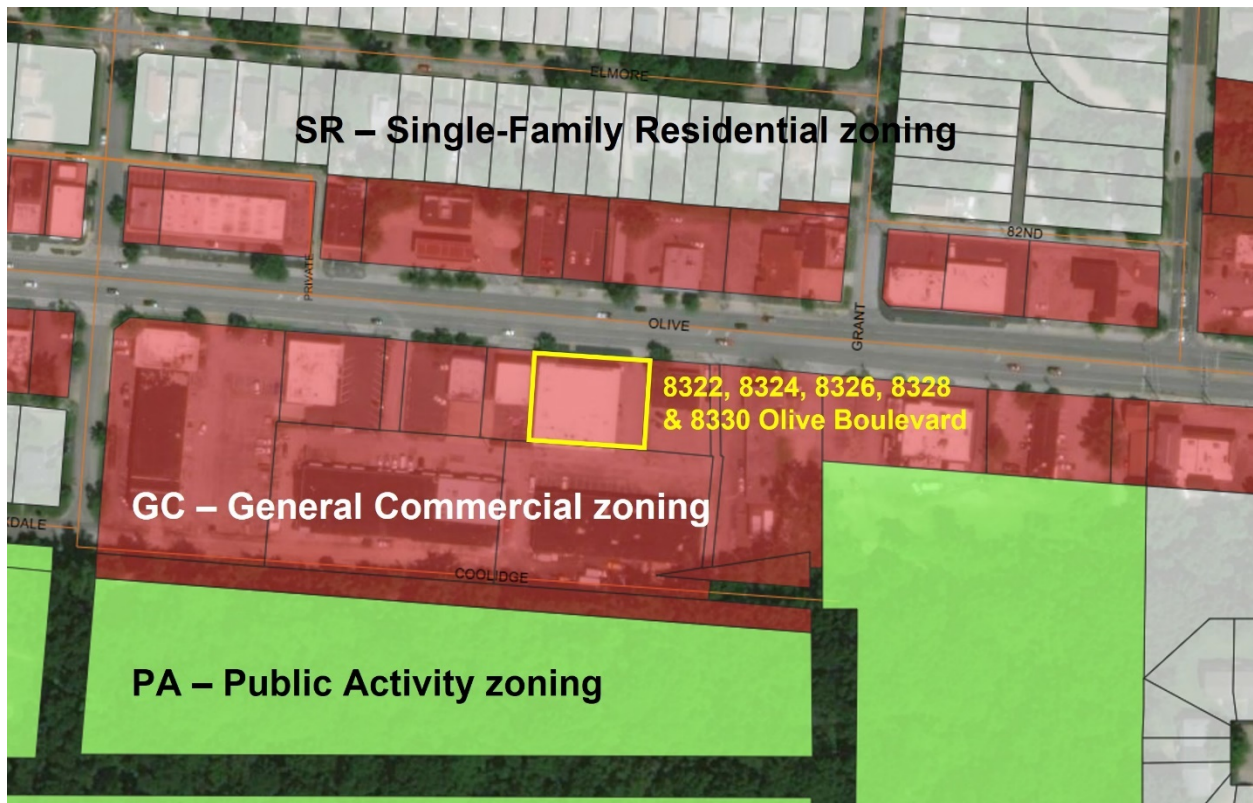 ELMORE
SR – Single-Family Residential zoning
82ND
PRIVATE
OLIVE
GRANT
8322, 8324, 8326, 8328
& 8330 Olive Boulevard
GC – General Commercial zoning
KDALE
COOLIDGE
PA – Public Activity zoning